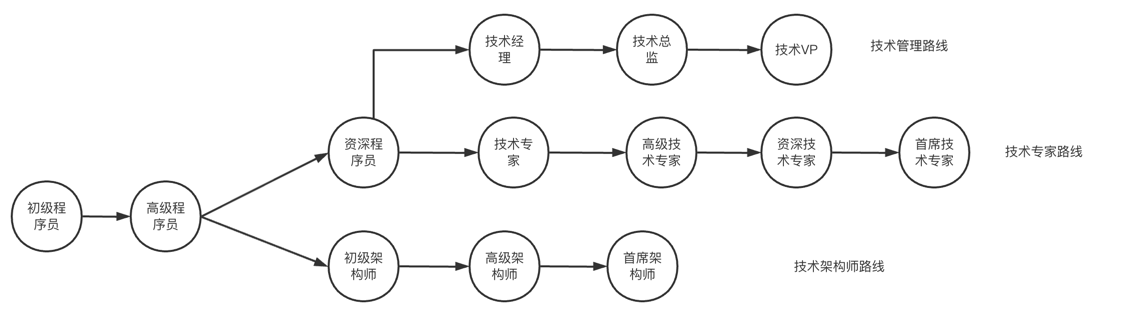 技术经
理
技术总
监
技术VP
技术管理路线
资深程
序员
技术专
家
高级技
术专家
资深技
术专家
首席技
术专家
技术专家路线
初级程
序员
高级程
序员
初级架
构师
高级架
构师
首席架
构师
技术架构师路线